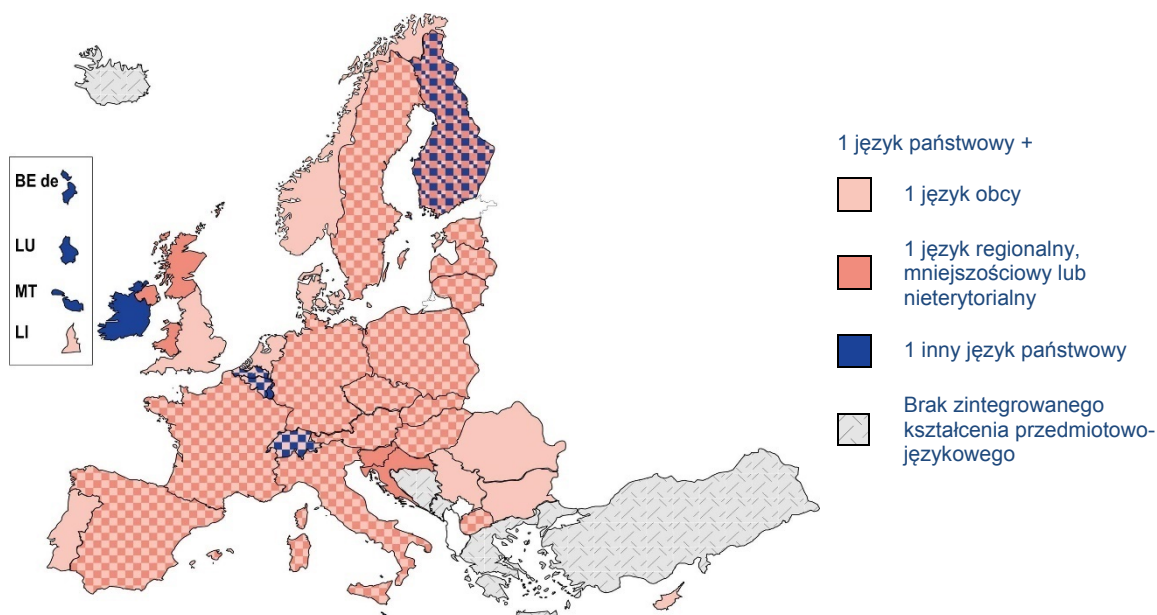 BE de
LU
MT
LI
1 język państwowy +
1 język obcy
1 język regionalny,
mniejszościowy lub
nieterytorialny
1 inny język państwowy
Brak zintegrowanego
kształcenia przedmiotowo-
językowego